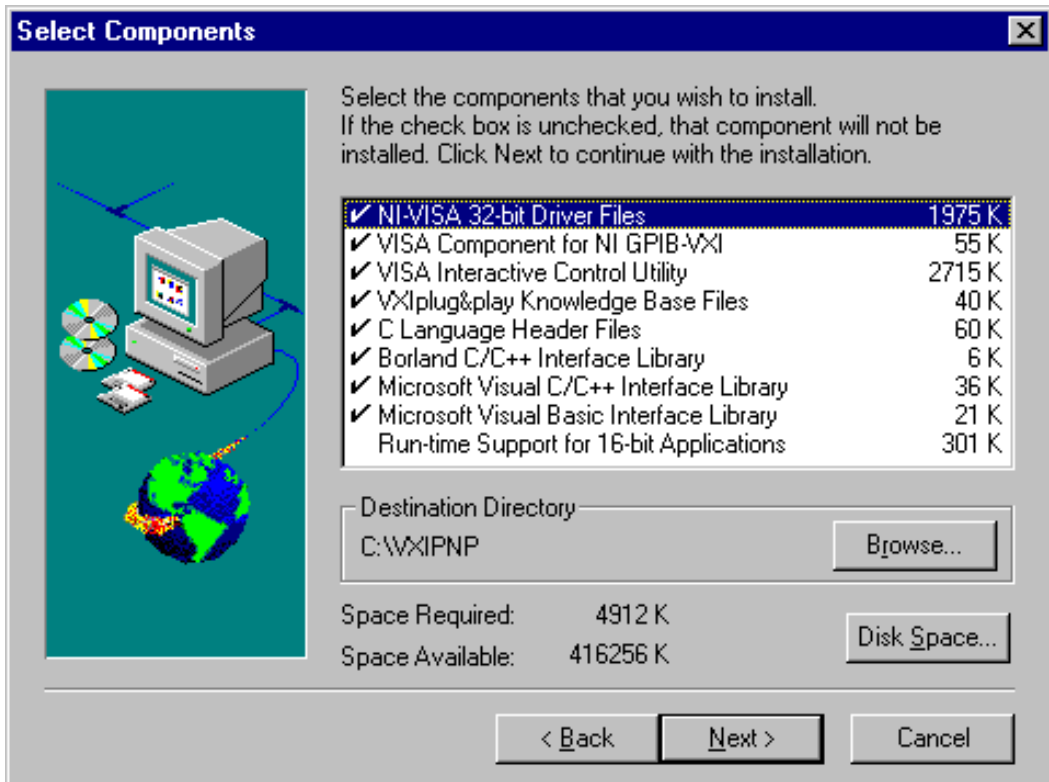 Select Components
Select the components that you wish to install.
If the check box is unchecked, that component will not be
installed. Click Next to continue with the installation.
NI-VISA 32-bit Driver Files 1975 K
VISA Component for NI GPIB-VXI 55 K
VISA Interactive Control Utility 2715 K
VXIplug&play Knowledge Base Files 40 K
C Language Header Files 60 K
Borland C/C++ Interface Library 6 K
Microsoft Visual C/C++ Interface Library 36 K
Microsoft Visual Basic Interface Library 21 K
Run-time Support for 16-bit Applications 301 K
Destination Directory
C:\VXIPNP Browse...
Space Required: 4912 K
Space Available: 416256 K
Disk Space...
< Back Next > Cancel